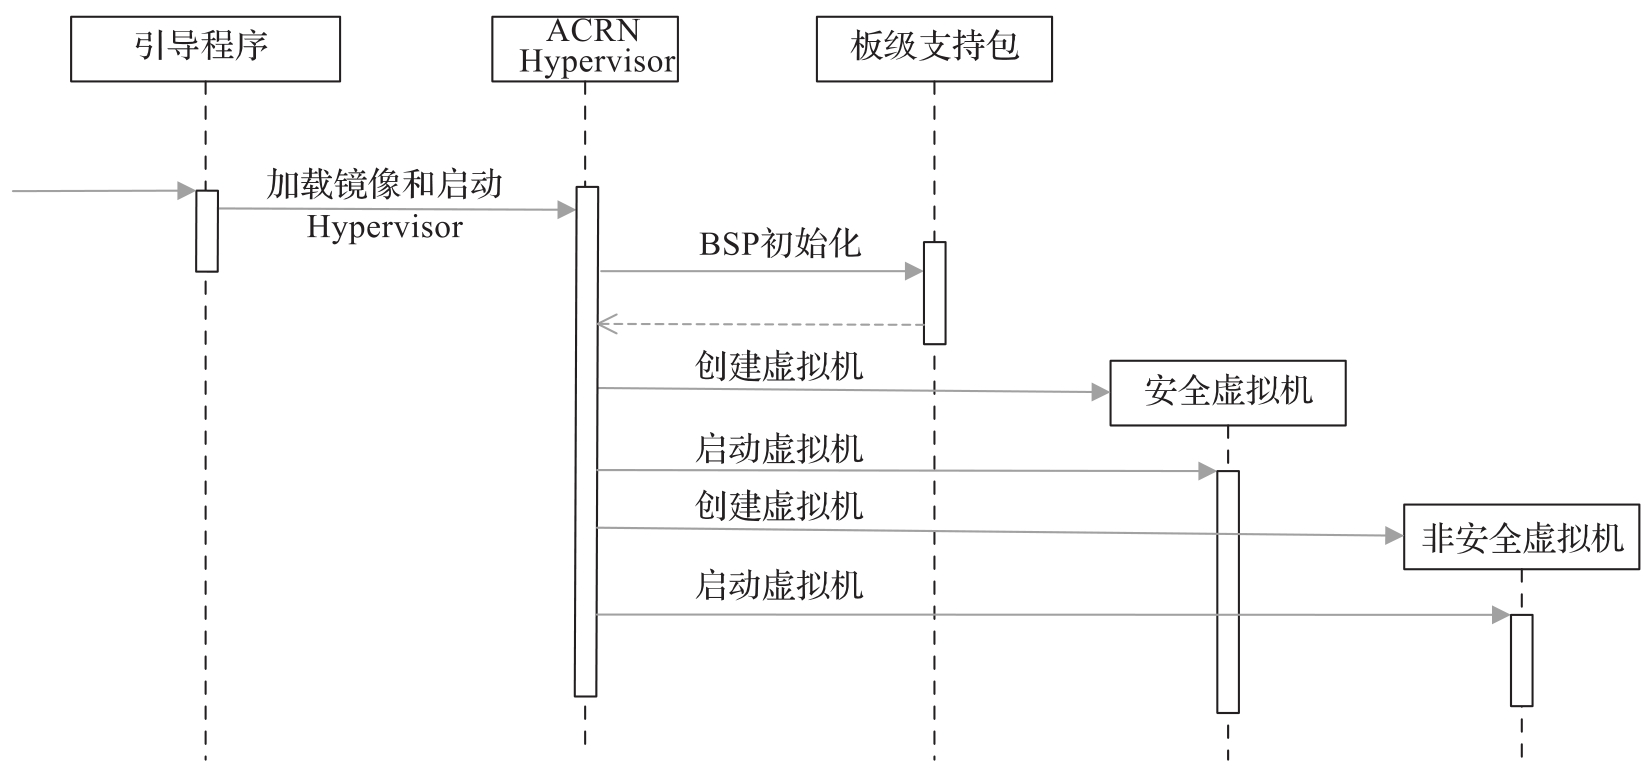 引导程序
ACRN
Hypervisor
板级支持包
加载镜像和启动
Hypervisor
BSP初始化
创建虚拟机
安全虚拟机
启动虚拟机
创建虚拟机
非安全虚拟机
启动虚拟机